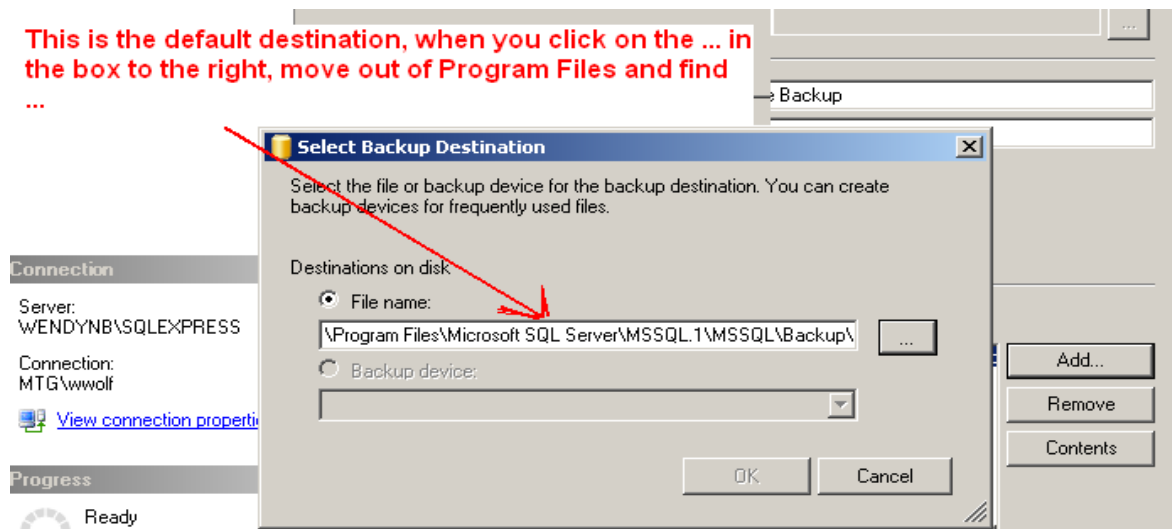 This is the default destination, when you click on the ... in
the box to the right, move out of Program Files and find
...
...
Backup
Select Backup Destination
Select the file or backup device for the backup destination. You can create
backup devices for frequently used files.
Destinations on disk
File name:
\Program Files\Microsoft SQL Server\MSSQL.1\MSSQL\Backup\
...
Backup device:
OK
Cancel
Connection
Server:
WENDYNB\SQLEXPRESS
Connection:
MTG\wwolf
View connection
Progress
Ready
Add...
Remove
Contents